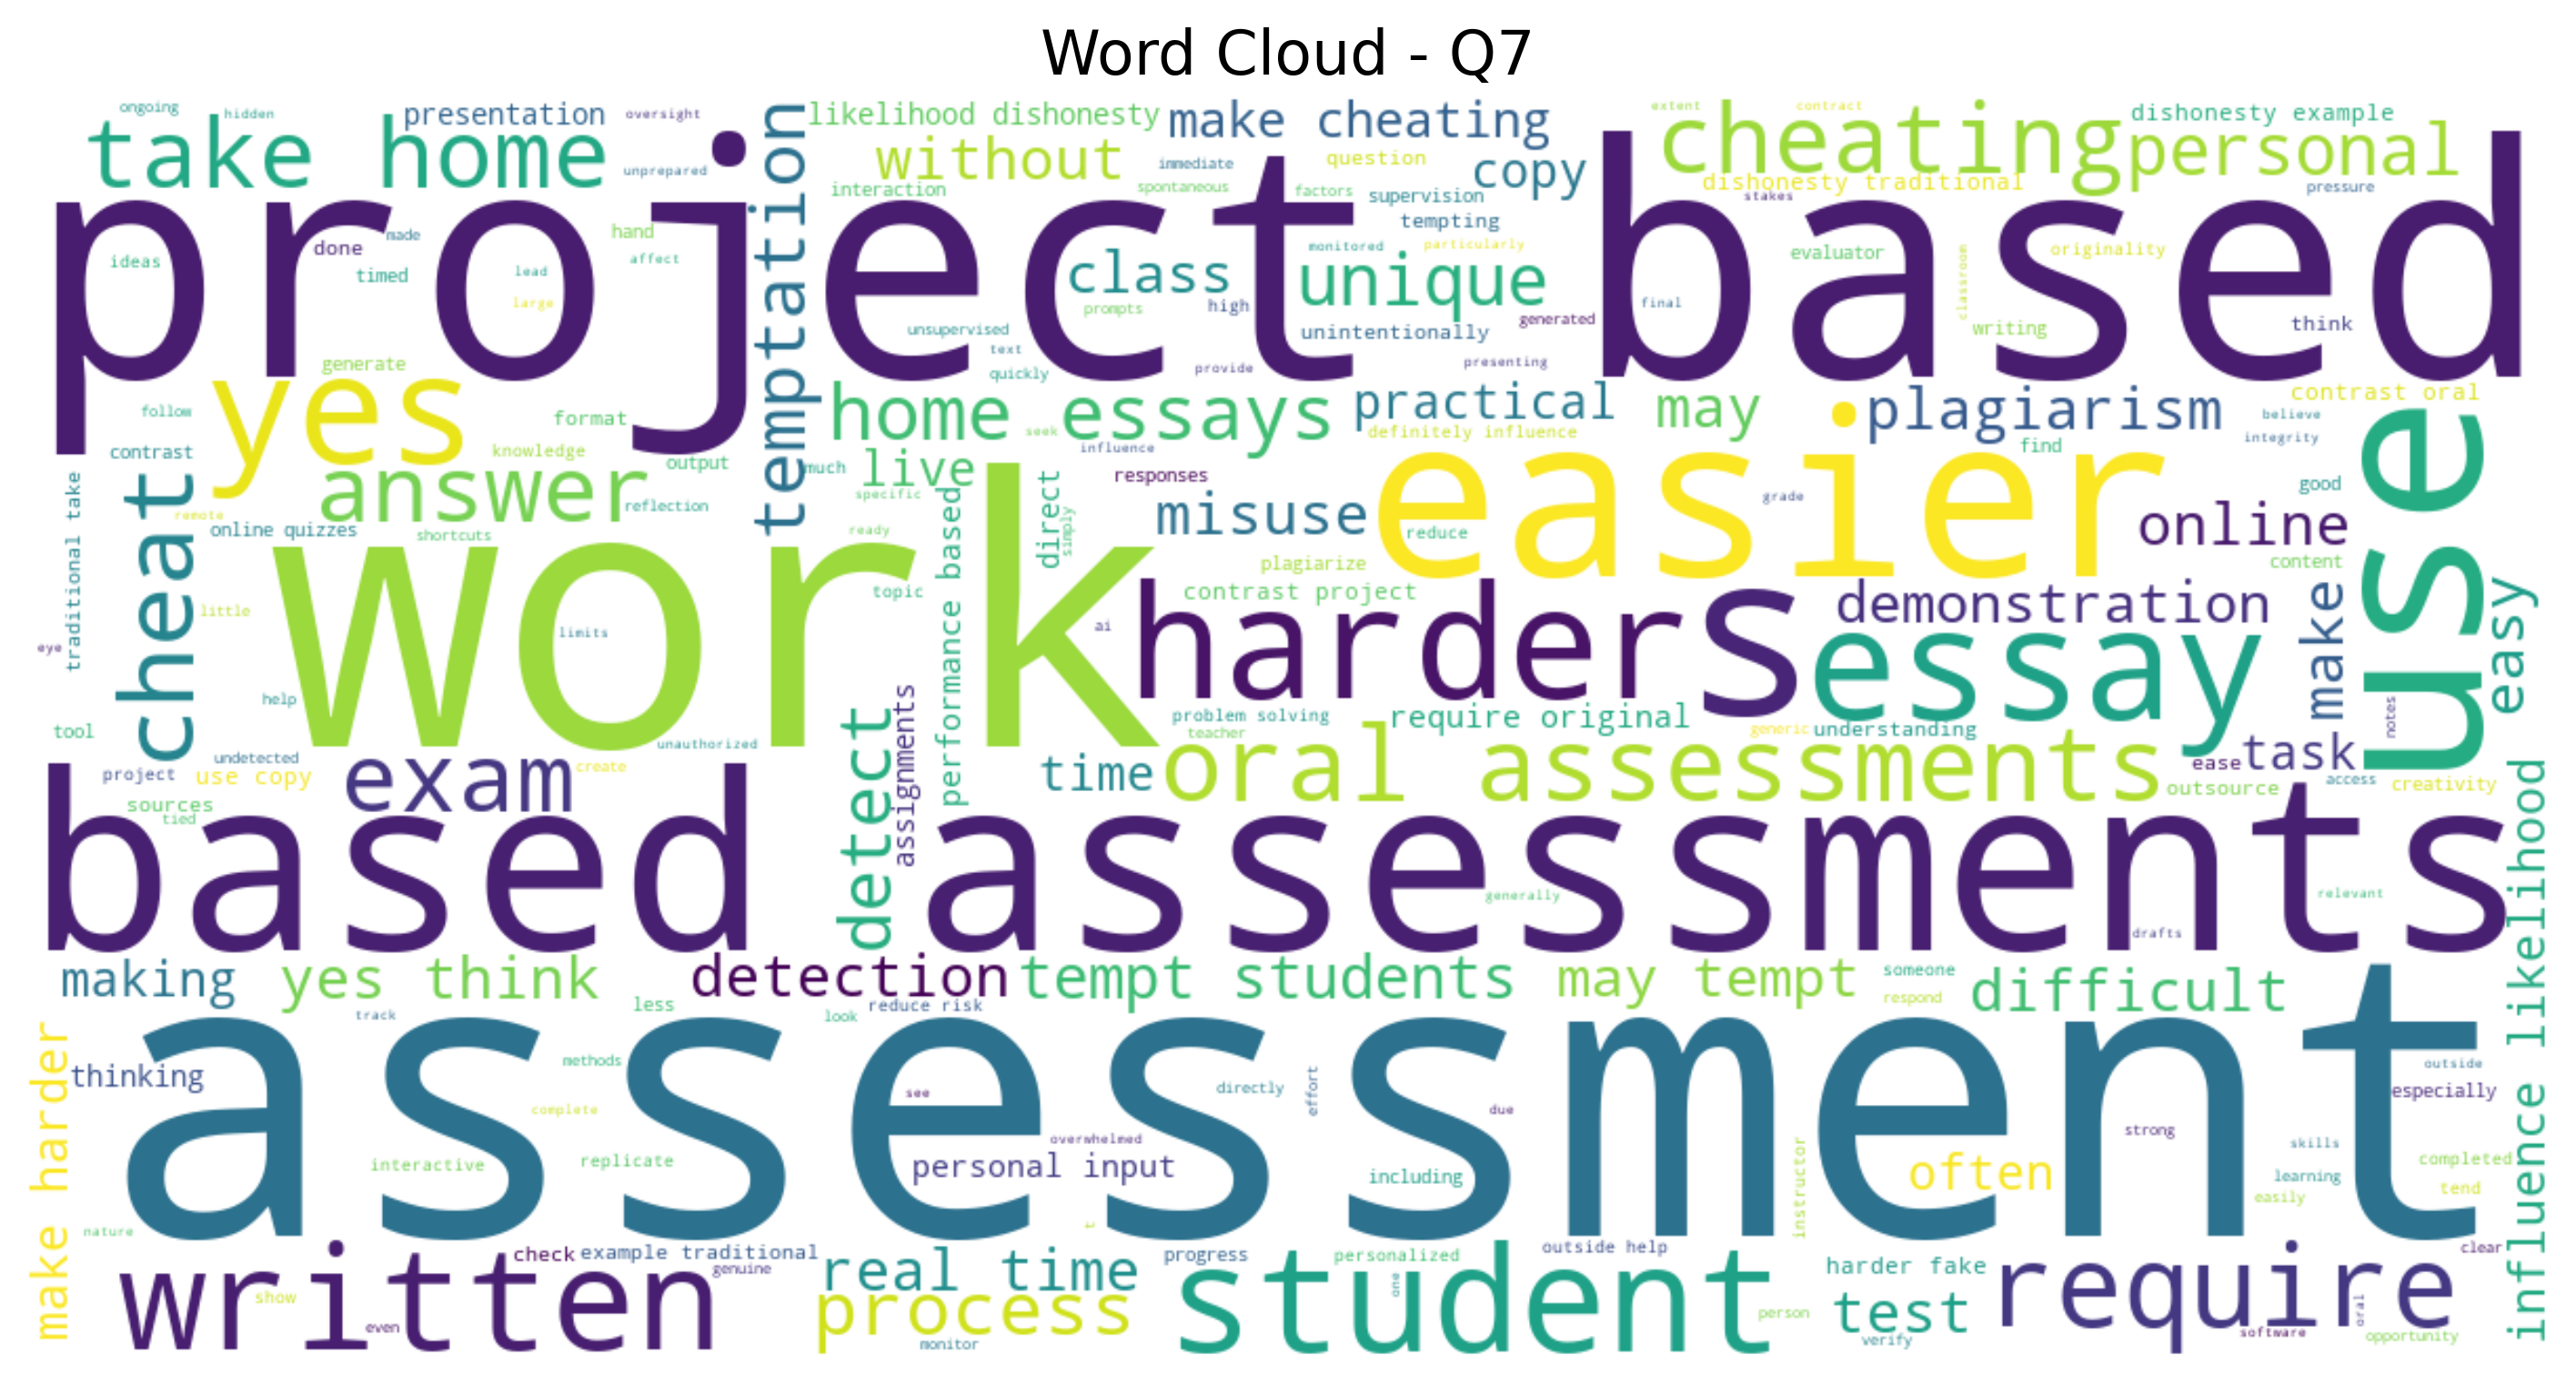 Word Cloud - Q7
ongoing
hidden
presentation
oversight
likelihood dishonesty
make cheating
extent
contract
dishonesty example
take home
unprepared
temptation
without
immediate
question
copy
cheating
personal
interaction
spontaneous
factors
supervision
dishonesty traditional
stakes
pressure
project based
tempting
ideas
done
made
timed
hand
affect
lead
large
class
monitored
particularly
unique
evaluator
originality
classroom
prompts
high
unintentionally
generated
final
writing
think
unsupervised
text
quickly
provide
presenting
generate
yes
follow
format
home essays
seek
practical
definitely influence
may
plagiarism
contrast oral
believe
integrity
find
contrast
knowledge
output
much
live
influence
responses
easier
use
cheat
answer
reflection
specific
direct
simply
misuse
grade
reduce
online
good
traditional take
remote
online quizzes
shortcuts
ready
performance based
plagiarize
content
work
topic
contrast project
harder
s
demonstration
make
easy
little
limits
ai
essay
eye
help
assignments
detect
problem solving
require original
teacher
generic
understanding
notes
tool
undetected
unauthorized
project
use copy
exam
create
time
oral assessments
ease
task
access
outsource
creativity
sources
tied
based assessments
generally
relevant
drafts
influence likelihood
making
yes think
detection
tempt students
may tempt
someone
respond
difficult
less
reduce risk
look
track
make harder
thinking
assessment
methods
see
directly
effort
due
outside
especially
complete
overwhelmed
strong
skills
interactive
replicate
personal input
including
instructor
often
learning
completed
tend
easily
nature
t
written
check
example traditional
genuine
real time
progress
personalized
outside help
clear
show
even
process
student
one
person
harder fake
test
require
oral
monitor
verify
software
opportunity